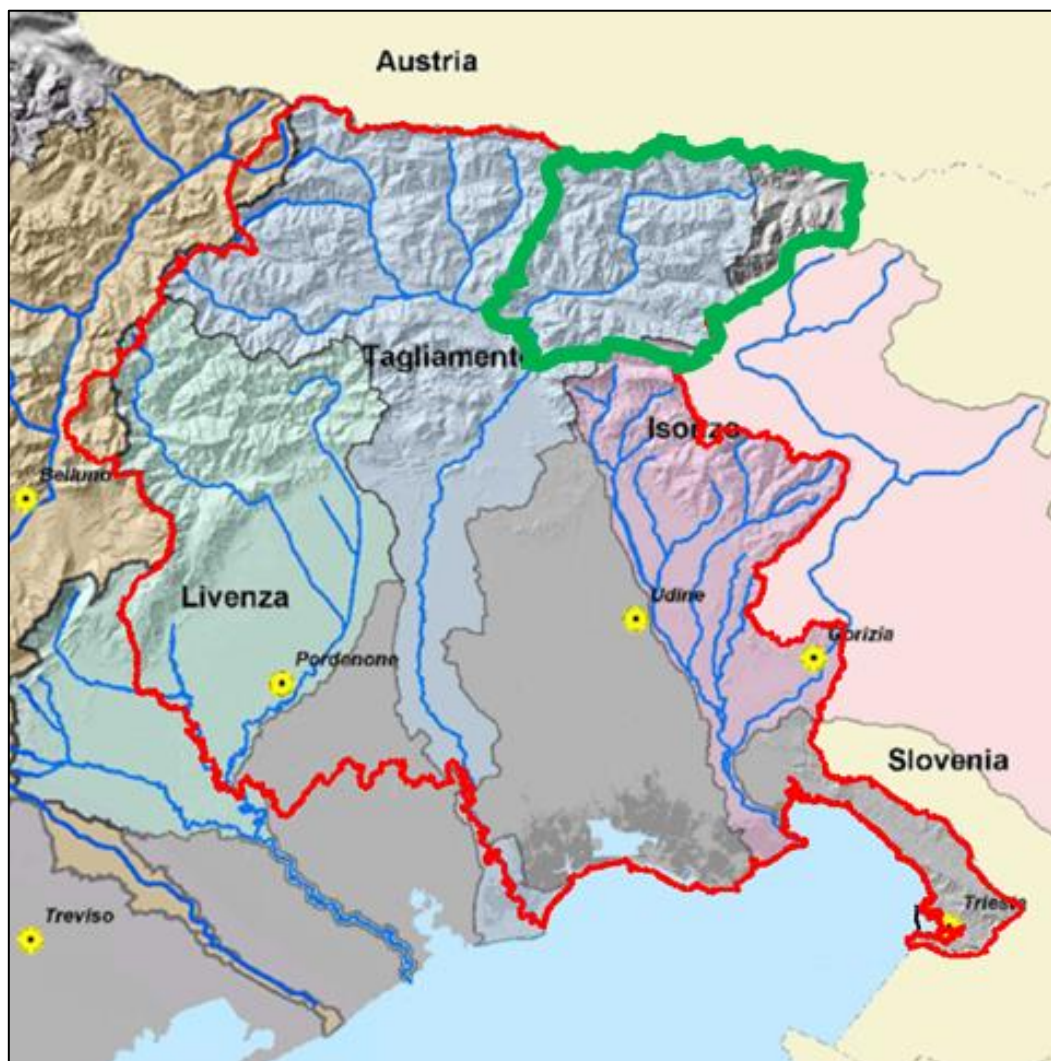 Austria
Tagliamento
Isonzo
Belluno
Livenza
Udine
Pordenone
Gorizia
Slovenia
Treviso
Trieste